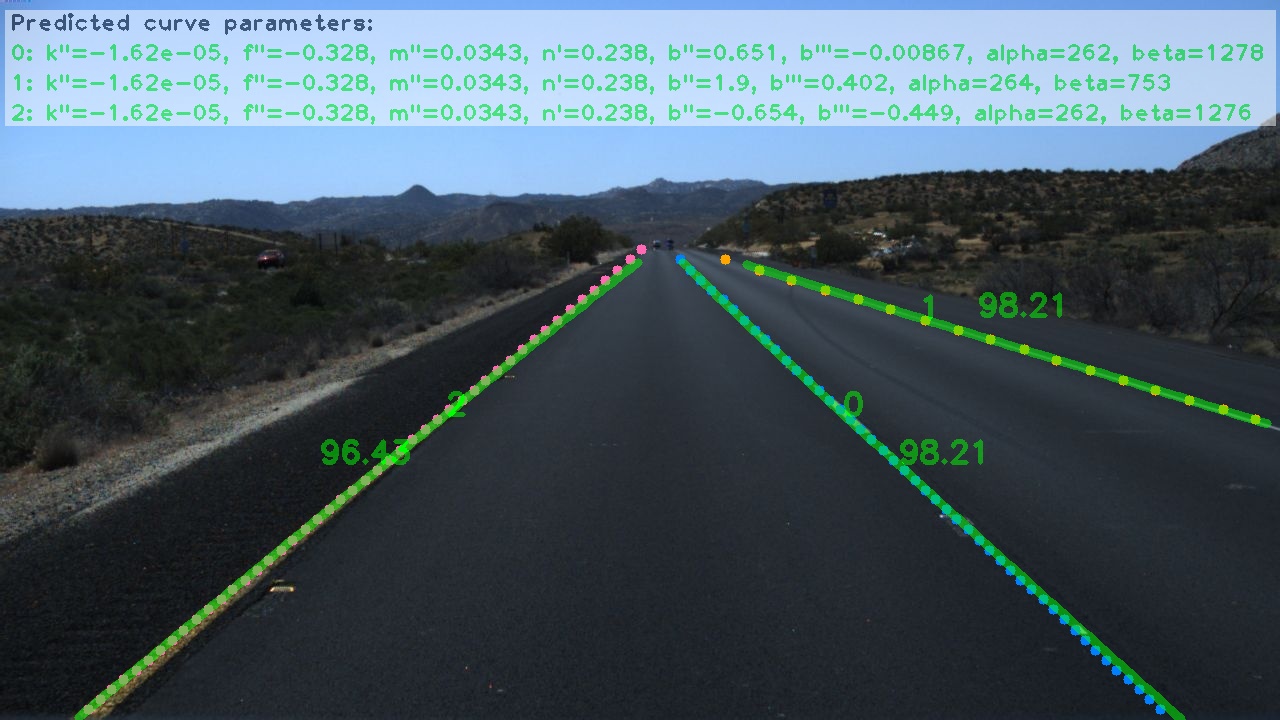 Predicted curve parameters:
0: k''=-1.62e-05, f''=-0.328, m''=0.0343, n'=0.238, b''=0.651, b'''=-0.00867, alpha=262, beta=1278
1: k''=-1.62e-05, f''=-0.328, m''=0.0343, n'=0.238, b''=1.9, b'''=0.402, alpha=264, beta=753
2: k''=-1.62e-05, f''=-0.328, m''=0.0343, n'=0.238, b''=-0.654, b'''=-0.449, alpha=262, beta=1276
1 98.21
2 0
96.43 98.21